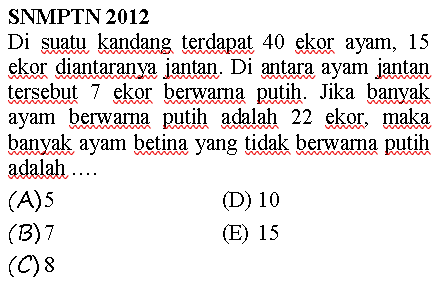 SNMPTN 2012
Di suatu kandang terdapat 40 ekor ayam, 15
ekor diantaranya jantan. Di antara ayam jantan
tersebut 7 ekor berwarna putih. Jika banyak
ayam berwarna putih adalah 22 ekor, maka
banyak ayam betina yang tidak berwarna putih
adalah ....
(A) 5 (D) 10
(B) 7 (E) 15
(C) 8